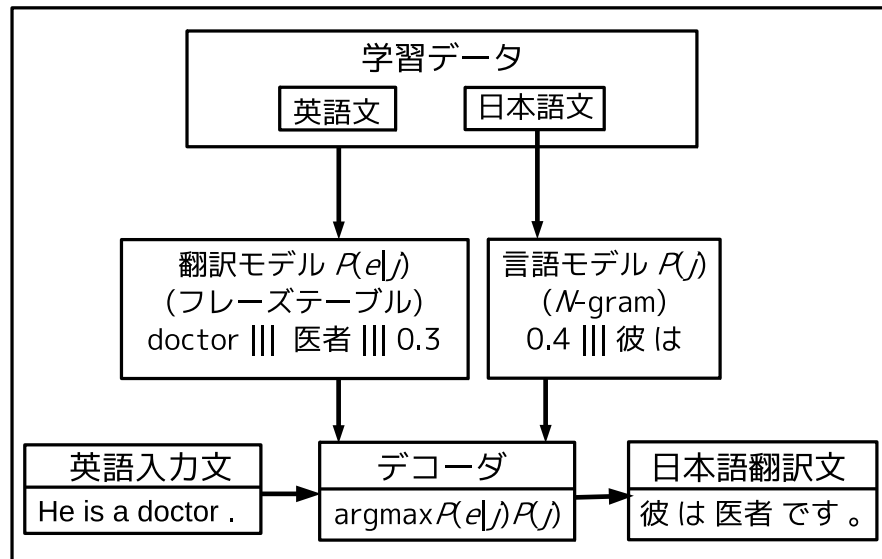 学習データ
英語文
日本語文
翻訳モデル P(e|j)
(フレーズテーブル)
doctor ||| 医者 ||| 0.3
言語モデル P(j)
(N-gram)
0.4 ||| 彼 は
英語入力文
He is a doctor .
デコーダ
argmaxP(e|j)P(j)
日本語翻訳文
彼 は 医者 です 。